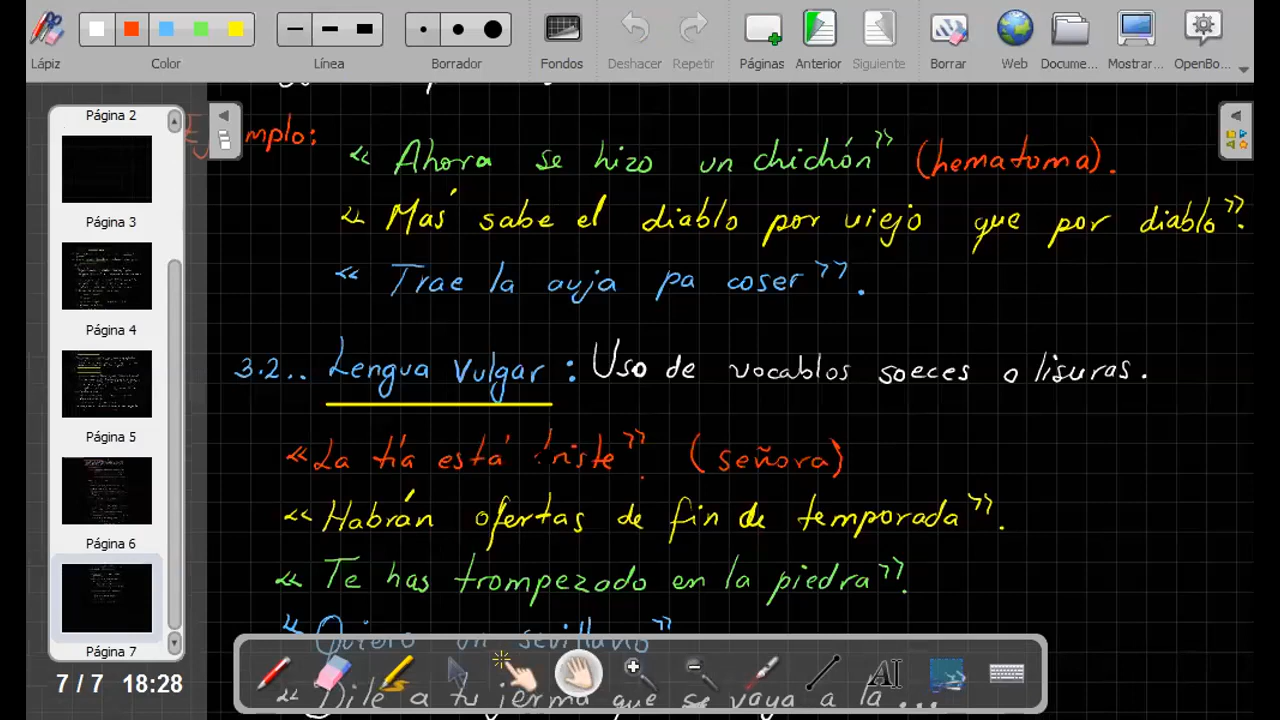 Lápiz Color Línea Borrador Fondos Deshacer Repetir Páginas Anterior Siguiente Borrar Web Docume... Mostrar... OpenBo...
Página 2
Página 3
Página 4
Página 5
Página 6
Página 7
7 / 7 18:28
Ejemplo:
« Ahora se hizo un chichón” (hematoma).
« Más sabe el diablo por viejo que por diablo”.
« Trae la auja pa coser”.
3.2.. Lengua Vulgar : Uso de vocablos soeces o lisuras.
«La tía está triste”. (señora)
«Habrán ofertas de fin de temporada”.
« Te has trompezado en la piedra”.
« Quiero un sevillano”
« Dile a tu jerma que se vaya a la ...